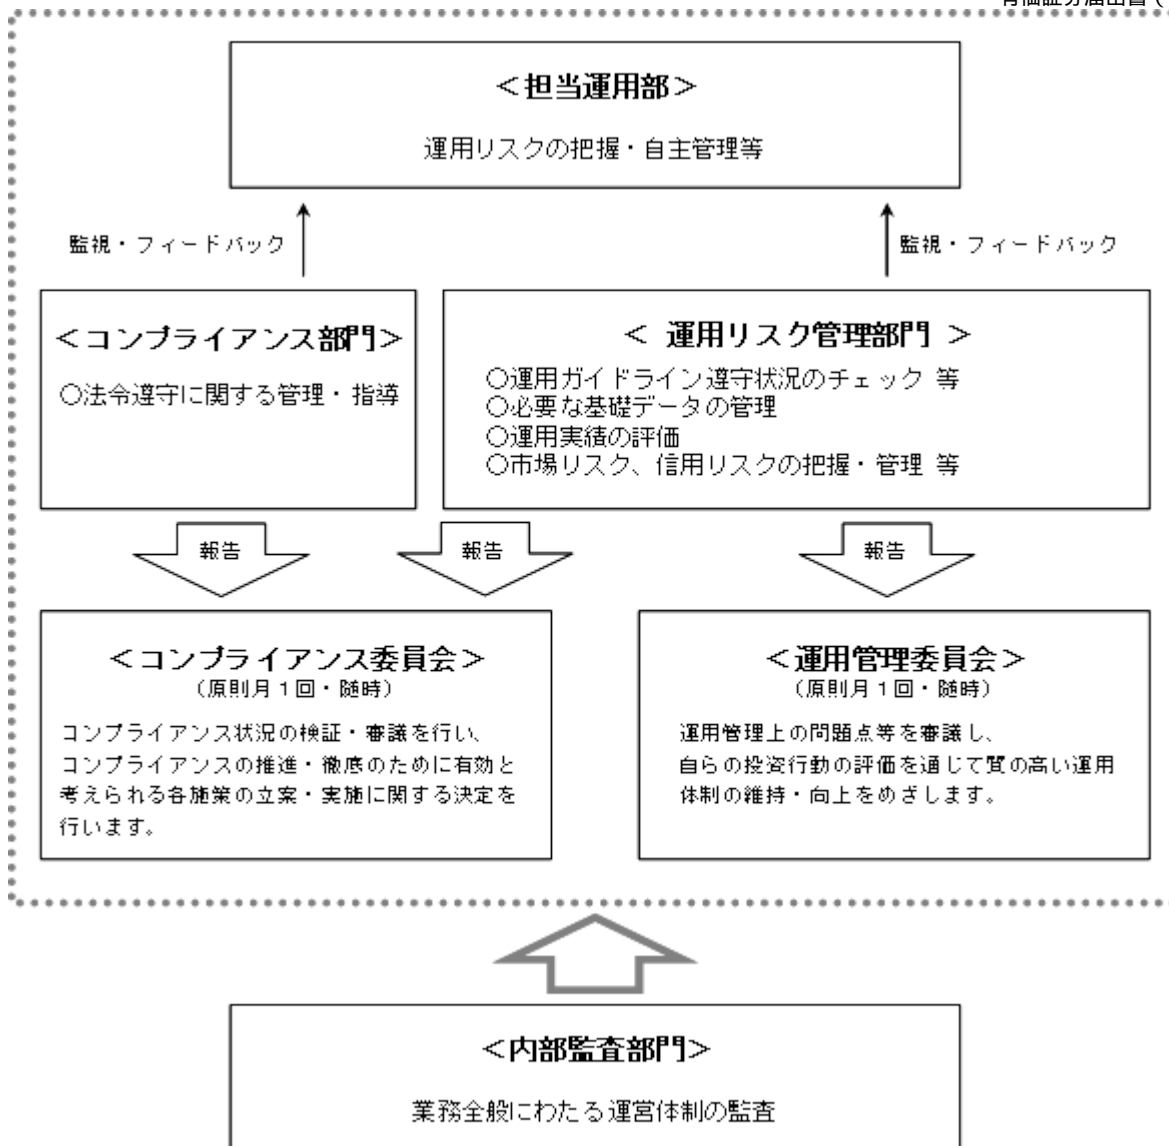 有価証券届出書（
＜担当運用部＞
運用リスクの把握・自主管理等
監視・フィードバック
監視・フィードバック
＜コンプライアンス部門＞
○法令遵守に関する管理・指導
＜ 運用リスク管理部門 ＞
○運用ガイドライン遵守状況のチェック 等
○必要な基礎データの管理
○運用実績の評価
○市場リスク、信用リスクの把握・管理 等
報告
報告
報告
＜コンプライアンス委員会＞
（原則月１回・随時）
コンプライアンス状況の検証・審議を行い、
コンプライアンスの推進・徹底のために有効と
考えられる各施策の立案・実施に関する決定を
行います。
＜運用管理委員会＞
（原則月１回・随時）
運用管理上の問題点等を審議し、
自らの投資行動の評価を通じて質の高い運用
体制の維持・向上をめざします。
＜内部監査部門＞
業務全般にわたる運営体制の監査